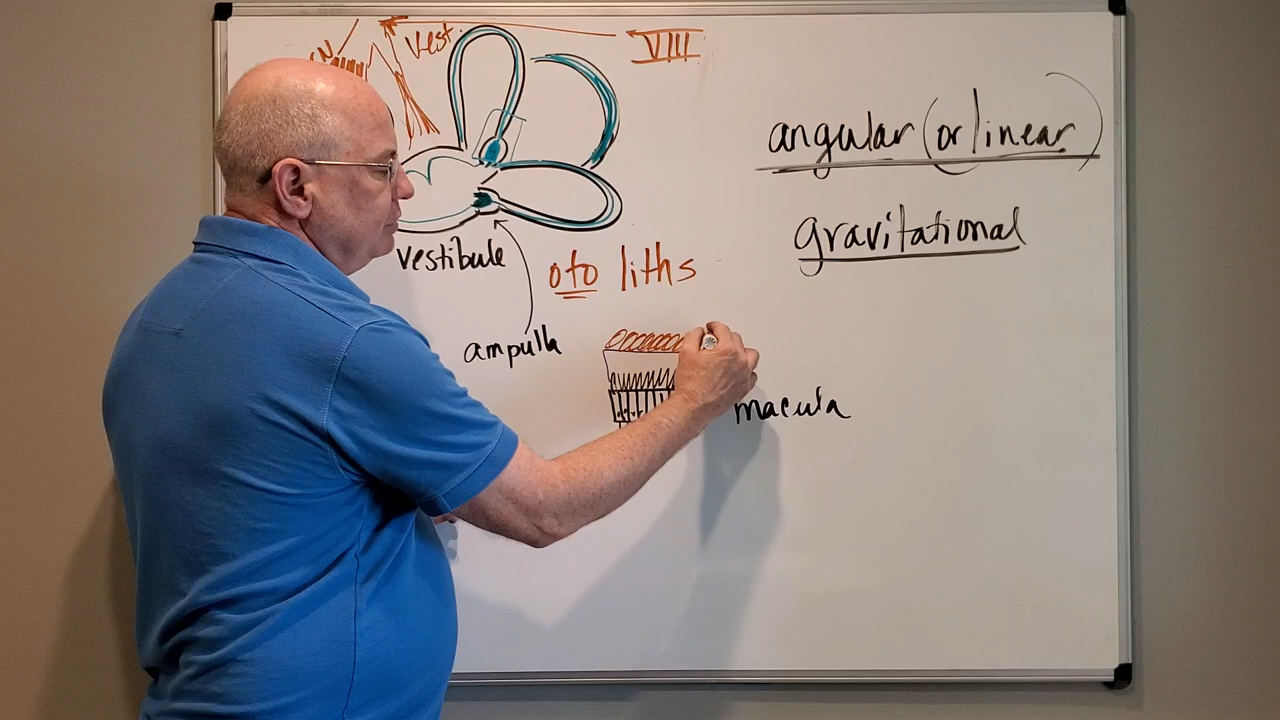 Vest.
VIII
angular (or linear)
gravitational
vestibule
oto liths
ampulla
macula